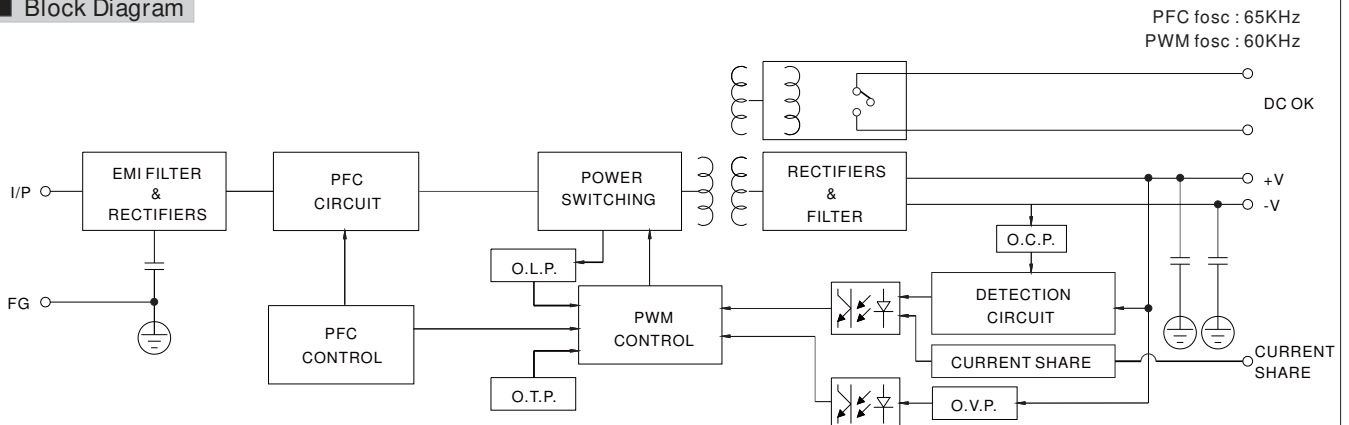 Block Diagram
PFC fosc : 65KHz
PWM fosc : 60KHz
DC OK
I/P
EMI FILTER
&
RECTIFIERS
PFC
CIRCUIT
POWER
SWITCHING
RECTIFIERS
&
FILTER
+V
-V
O.C.P.
O.L.P.
FG
PFC
CONTROL
PWM
CONTROL
DETECTION
CIRCUIT
CURRENT SHARE
CURRENT
SHARE
O.T.P.
O.V.P.